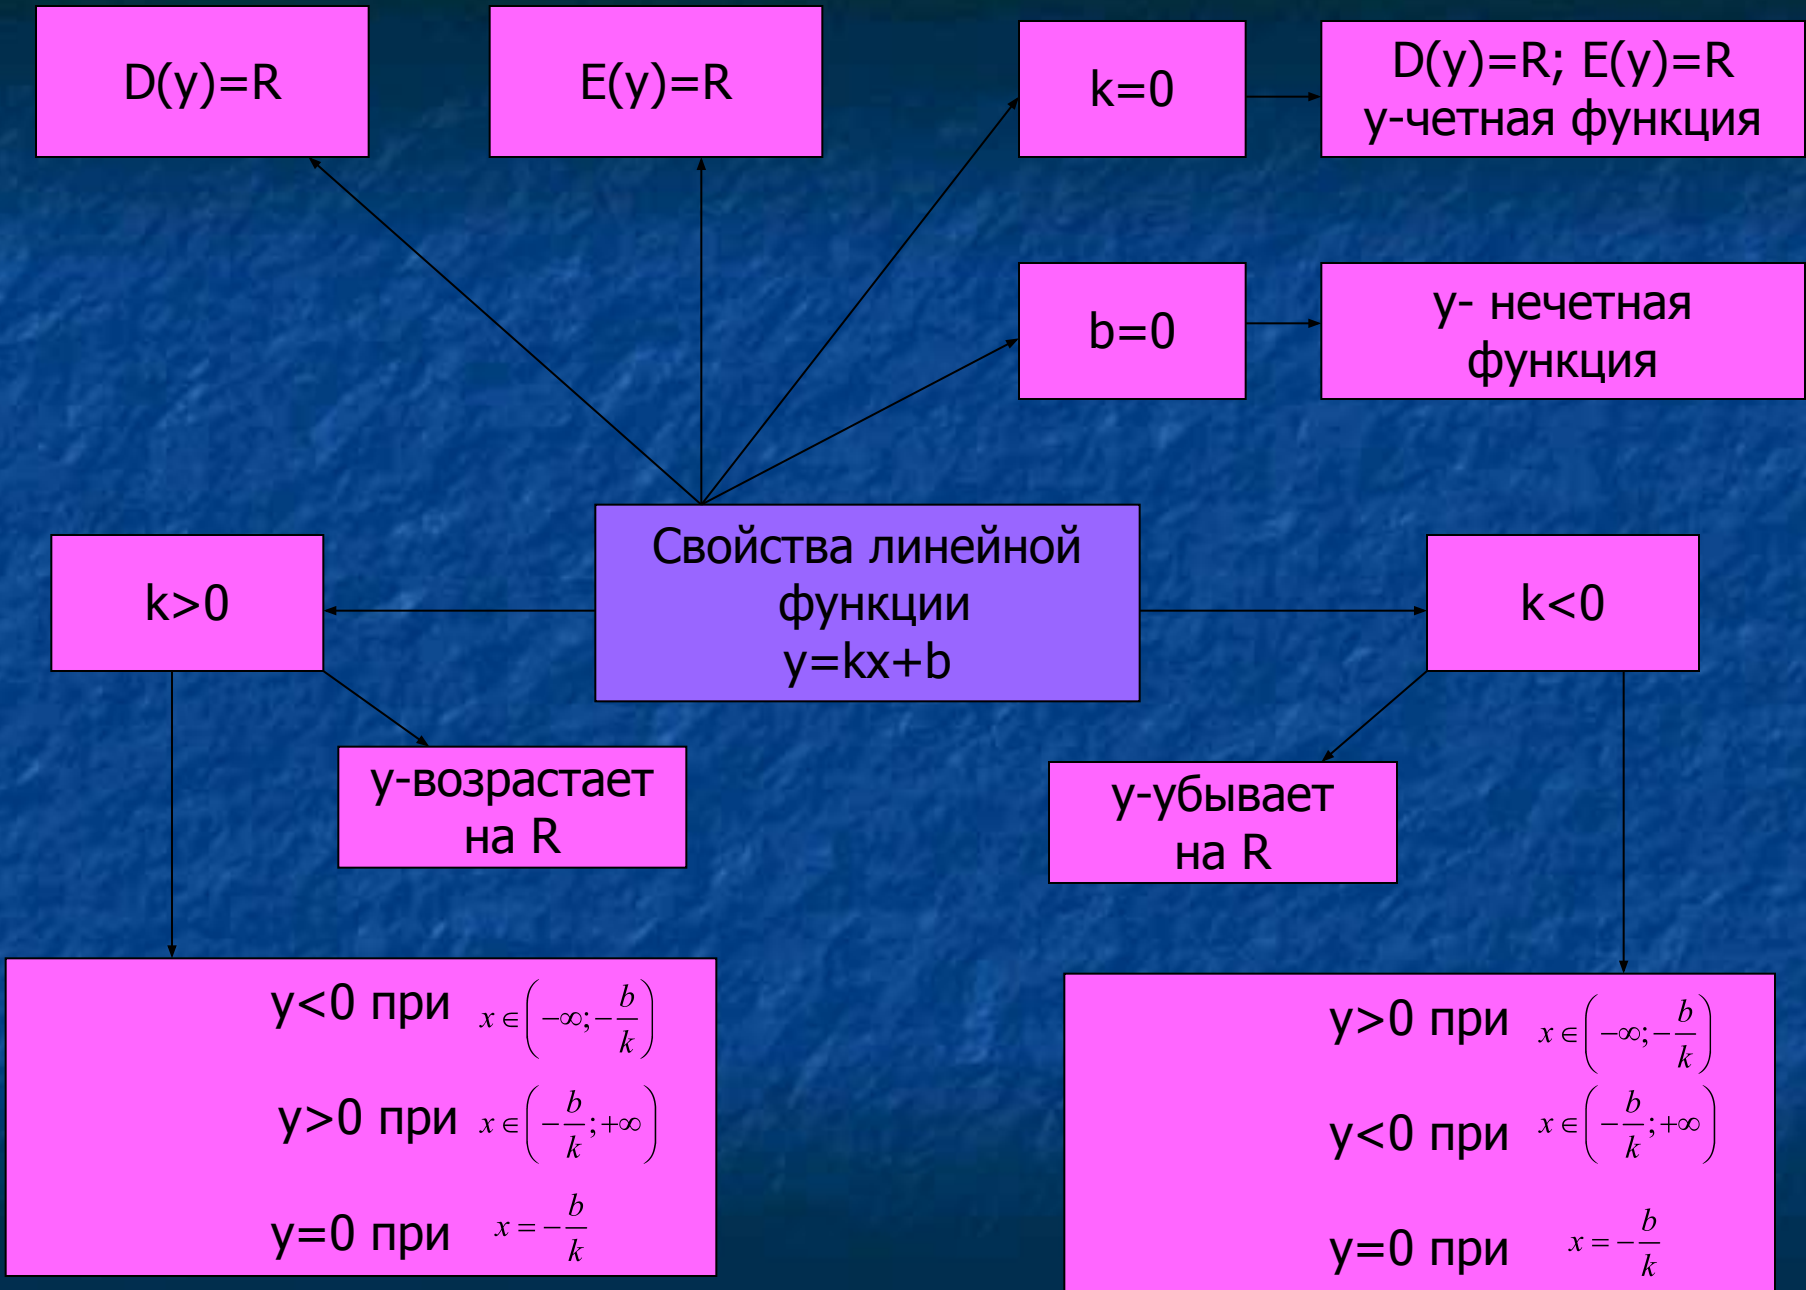 D(y)=R
E(y)=R
k=0
D(y)=R; E(y)=R
у-четная функция
b=0
у- нечетная
функция
Свойства линейной
функции
y=kx+b
k>0
k<0
у-возрастает
на R
у-убывает
на R
y<0 при x∈(−∞;−b/k)
y>0 при x∈(−b/k;+∞)
y=0 при x=−b/k
y>0 при x∈(−∞;−b/k)
y<0 при x∈(−b/k;+∞)
y=0 при x=−b/k